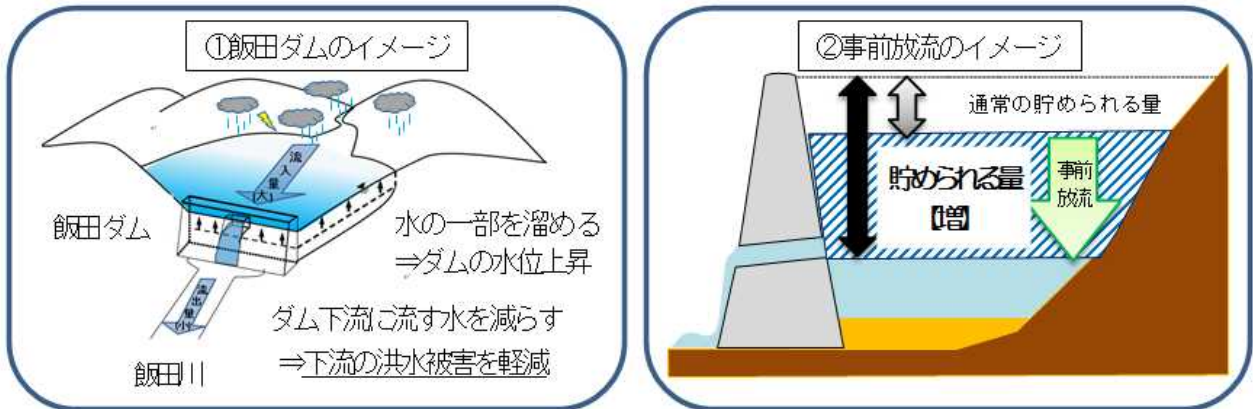 ①飯田ダムのイメージ
流入量(大)
飯田ダム
水の一部を溜める
⇒ダムの水位上昇
流出量(小)
ダム下流に流す水を減らす
⇒下流の洪水被害を軽減
飯田川
②事前放流のイメージ
通常の貯められる量
貯められる量
【増】
事前
放流